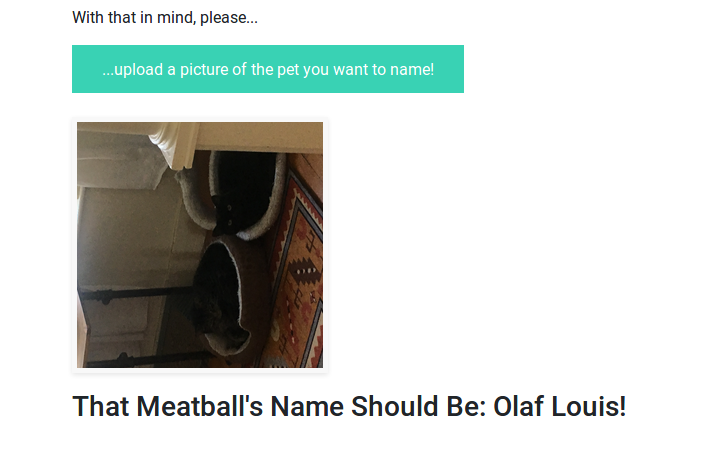 With that in mind, please...
...upload a picture of the pet you want to name!
That Meatball's Name Should Be: Olaf Louis!